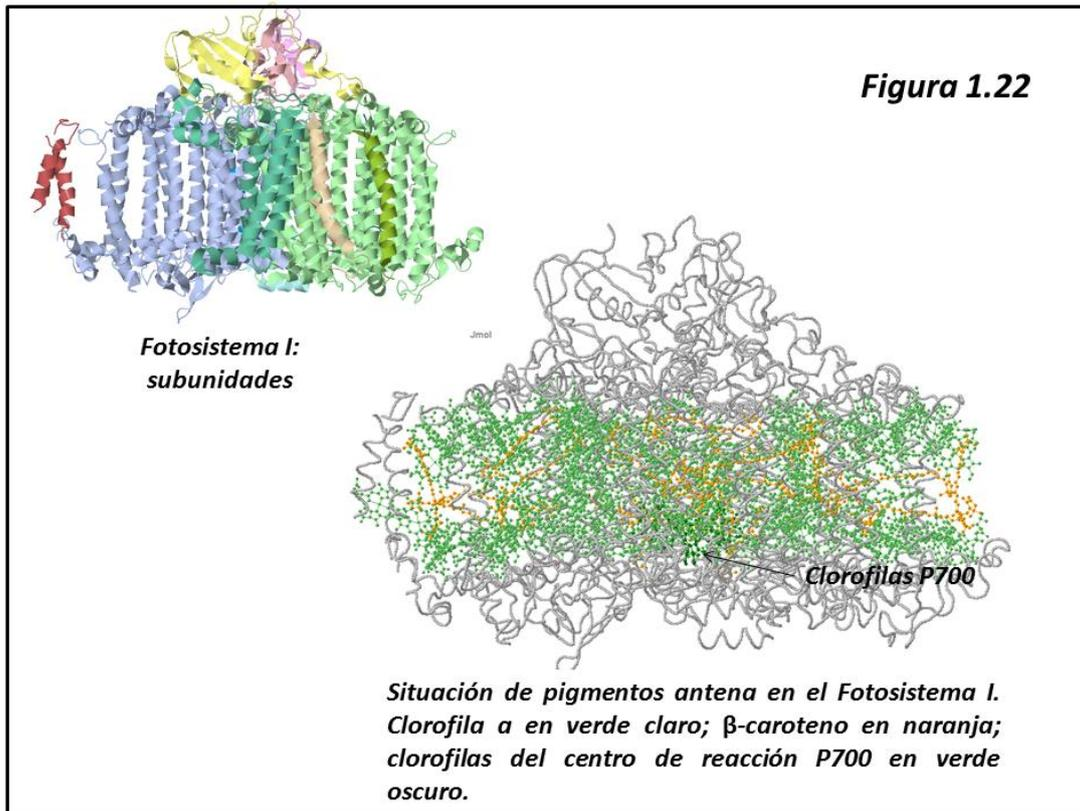 Figura 1.22
Jmol
Fotosistema I:
subunidades
Clorofilas P700
Situación de pigmentos antena en el Fotosistema I.
Clorofila a en verde claro; β-caroteno en naranja;
clorofilas del centro de reacción P700 en verde
oscuro.